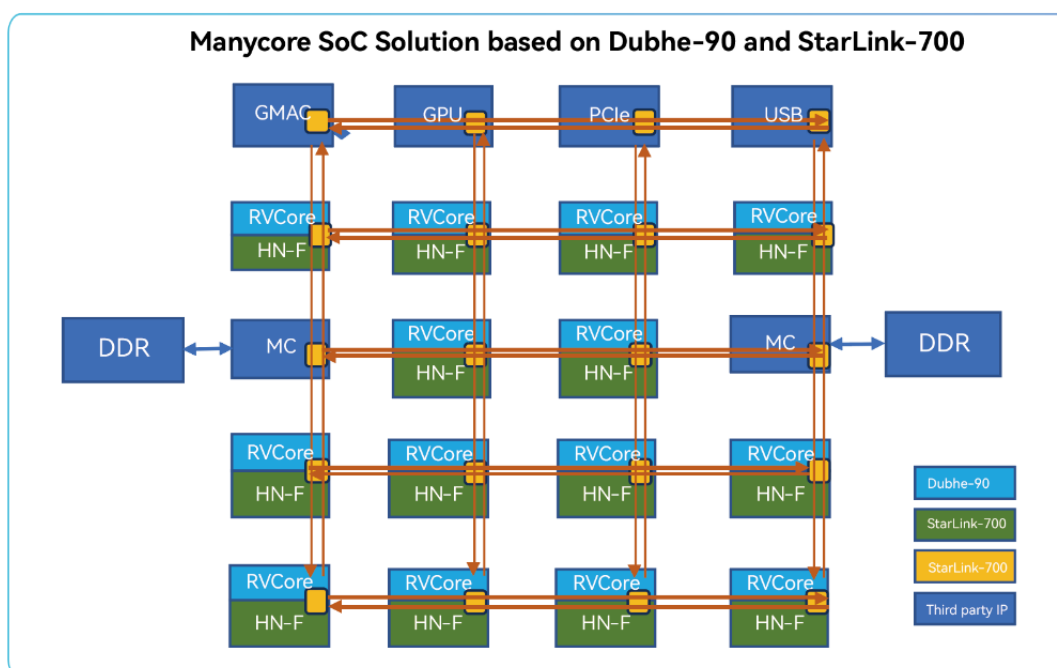 Manycore SoC Solution based on Dubhe-90 and StarLink-700
GMAC
GPU
PCIe
USB
RVCore
HN-F
RVCore
HN-F
RVCore
HN-F
RVCore
HN-F
DDR
MC
RVCore
HN-F
RVCore
HN-F
MC
DDR
RVCore
HN-F
RVCore
HN-F
RVCore
HN-F
RVCore
HN-F
RVCore
HN-F
RVCore
HN-F
RVCore
HN-F
RVCore
HN-F
Dubhe-90
StarLink-700
StarLink-700
Third party IP